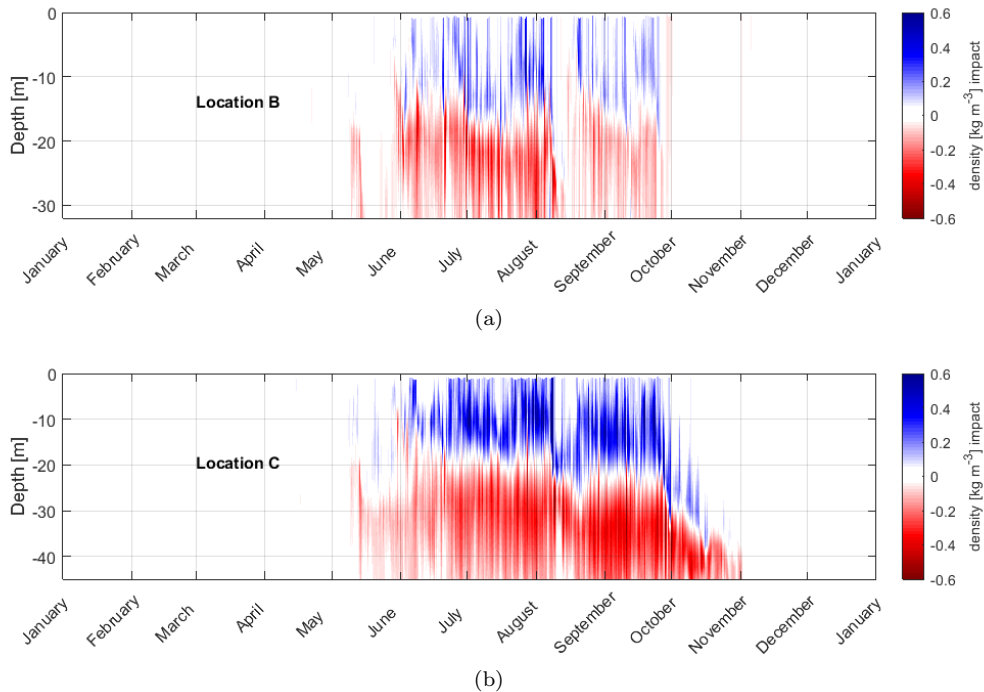 0
-10
-20
-30
Depth [m]
Location B
January
February
March
April
May
June
July
August
September
October
November
December
January
0.6
0.4
0.2
0
-0.2
-0.4
-0.6
density [kg m-3] impact
(a)
0
-10
-20
-30
-40
Depth [m]
Location C
January
February
March
April
May
June
July
August
September
October
November
December
January
0.6
0.4
0.2
0
-0.2
-0.4
-0.6
density [kg m-3] impact
(b)